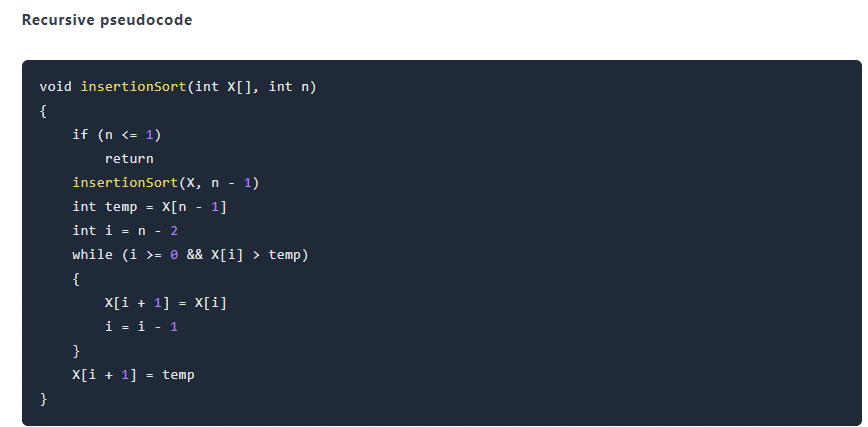 Recursive pseudocode
void insertionSort(int X[], int n)
{
    if (n <= 1)
        return
    insertionSort(X, n - 1)
    int temp = X[n - 1]
    int i = n - 2
    while (i >= 0 && X[i] > temp)
    {
        X[i + 1] = X[i]
        i = i - 1
    }
    X[i + 1] = temp
}